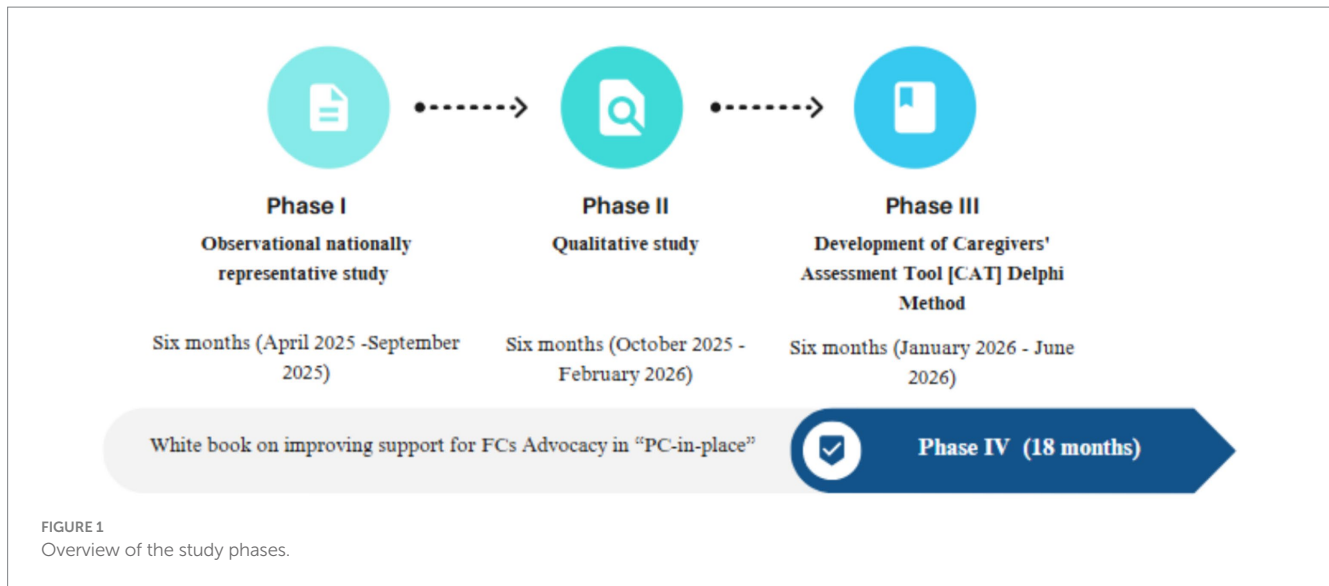 Phase I
Observational nationally
representative study
Six months (April 2025 -September
2025)
Phase II
Qualitative study
Six months (October 2025 -
February 2026)
Phase III
Development of Caregivers'
Assessment Tool [CAT] Delphi
Method
Six months (January 2026 - June
2026)
White book on improving support for FCs Advocacy in “PC-in-place”
Phase IV (18 months)
FIGURE 1
Overview of the study phases.